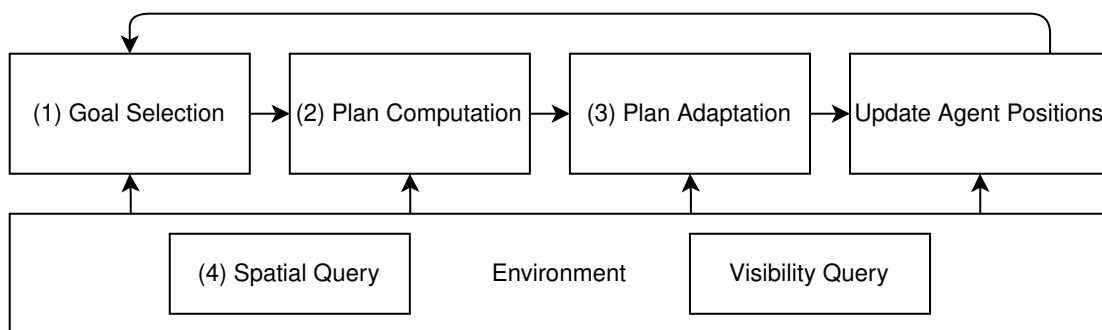 (1) Goal Selection
(2) Plan Computation
(3) Plan Adaptation
Update Agent Positions
(4) Spatial Query
Environment
Visibility Query